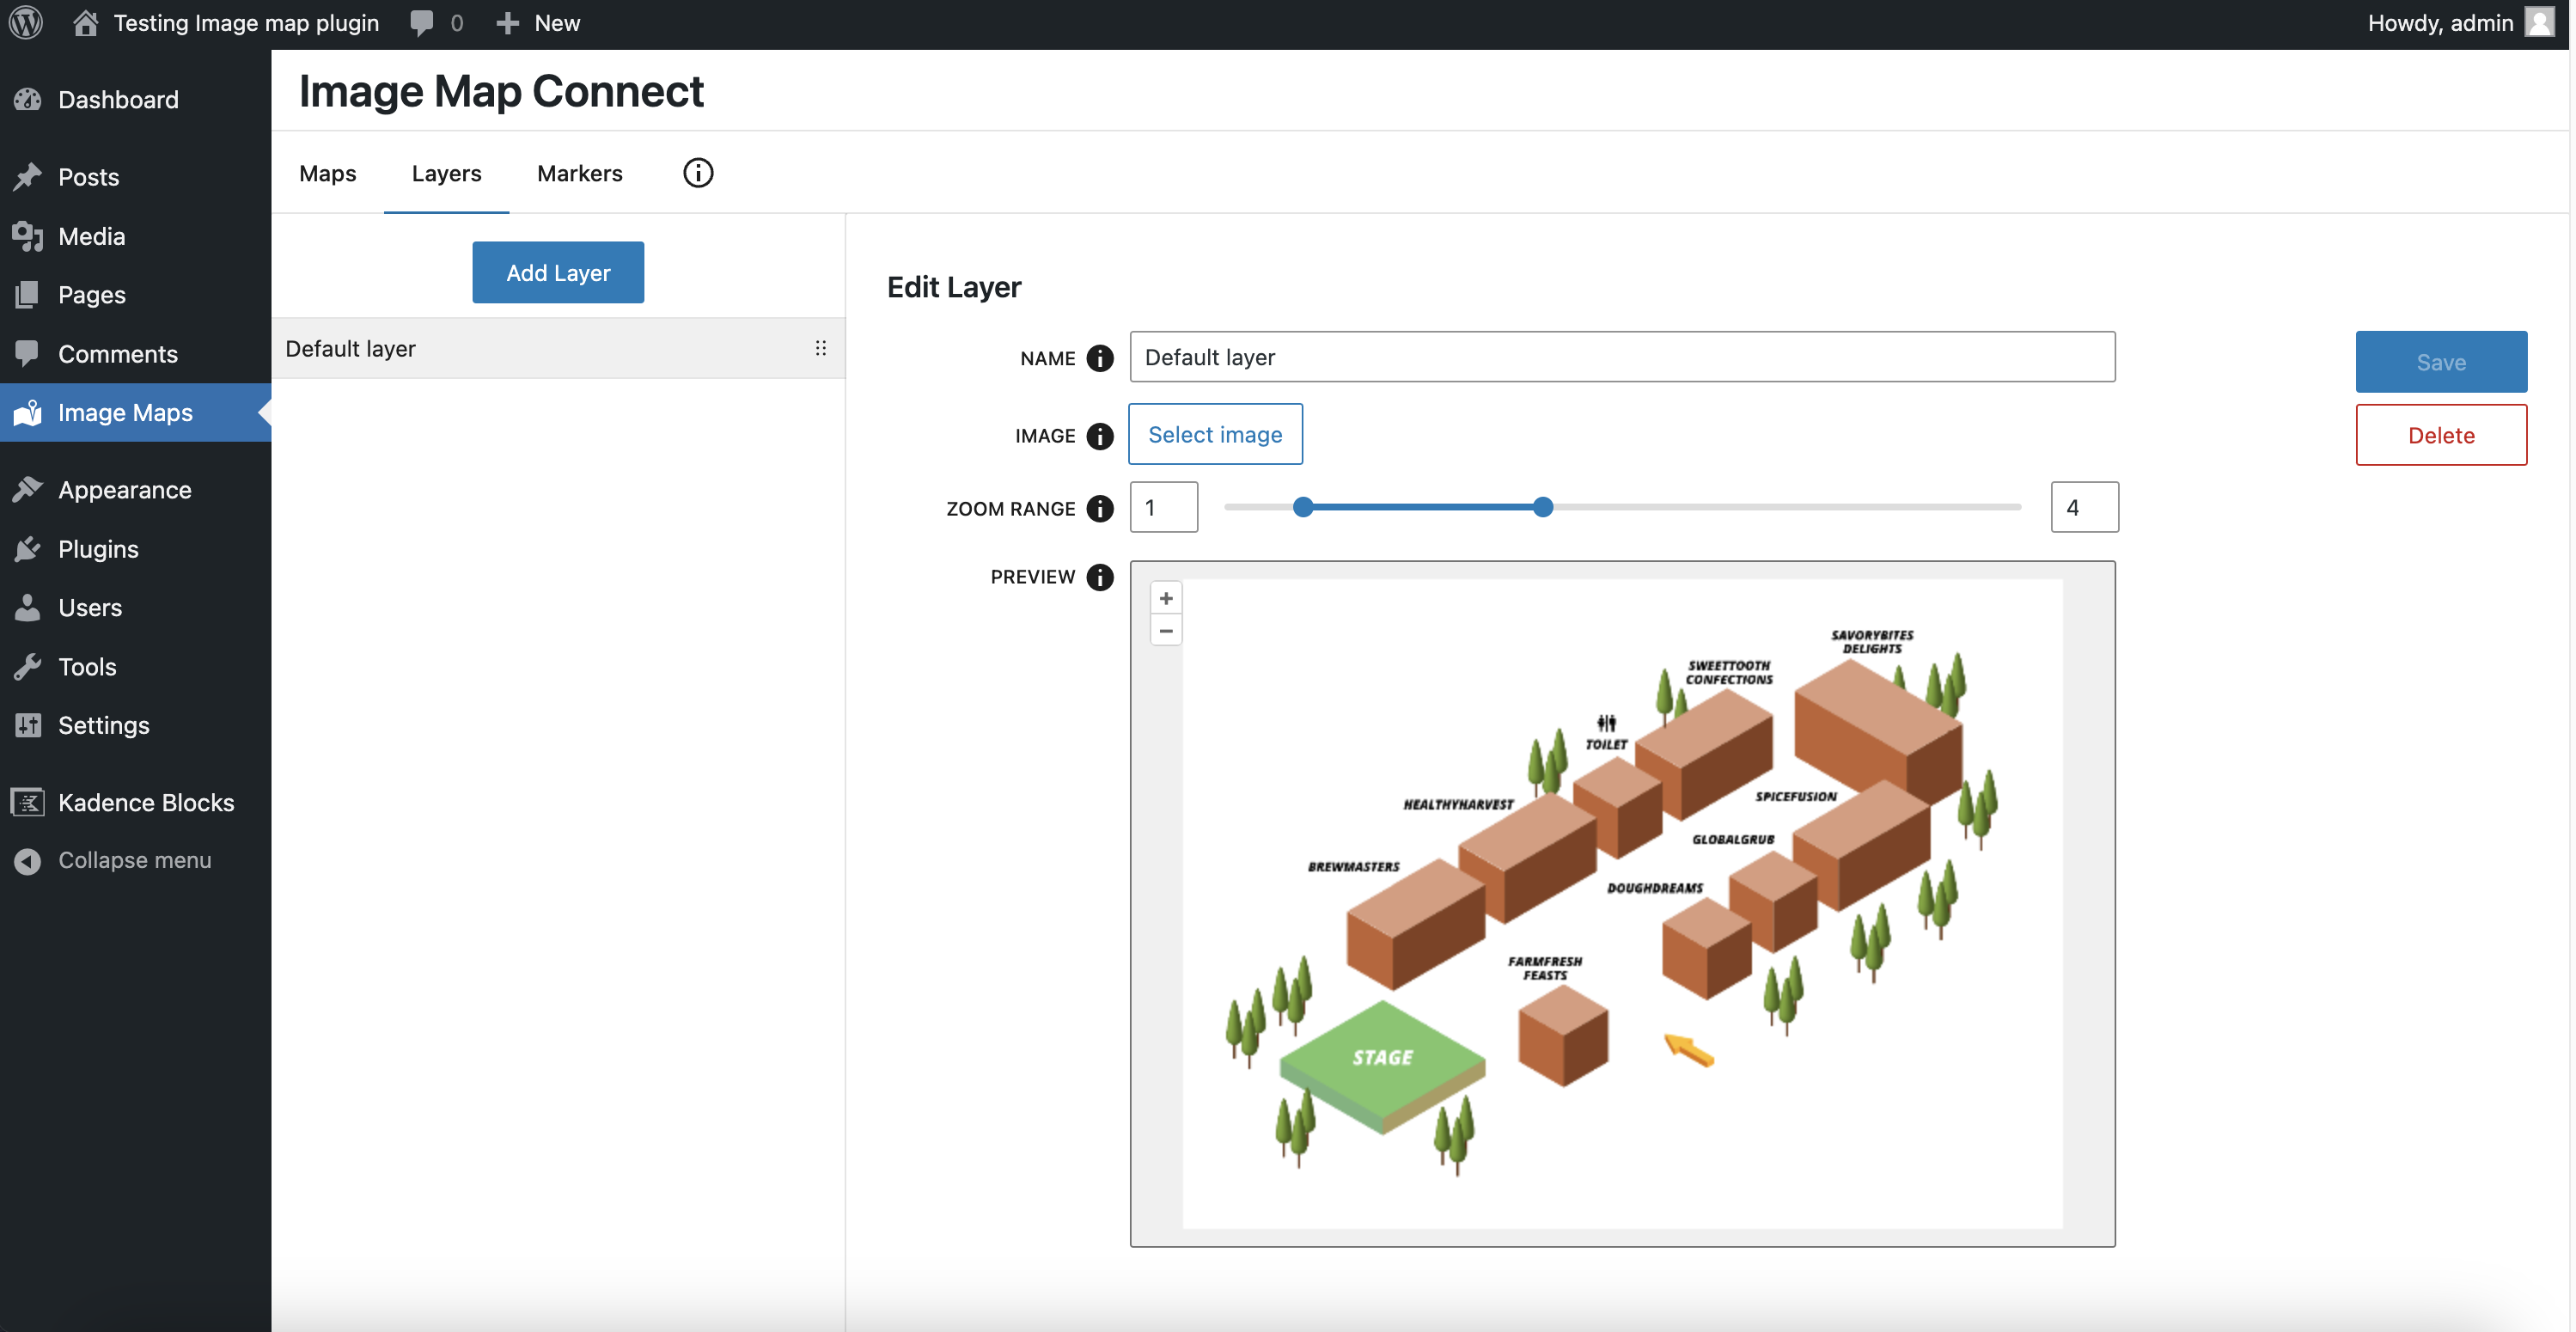 Testing Image map plugin
0
New
Howdy, admin
Dashboard
Posts
Media
Pages
Comments
Image Maps
Appearance
Plugins
Users
Tools
Settings
Kadence Blocks
Collapse menu
Image Map Connect
Maps
Layers
Markers
Add Layer
Default layer
Edit Layer
NAME
Default layer
Save
IMAGE
Select image
Delete
ZOOM RANGE
1
4
PREVIEW
+
−
SAVORYBITES
DELIGHTS
SWEETTOOTH
CONFECTIONS
TOILET
HEALTHYHARVEST
SPICEFUSION
GLOBALGRUB
BREWMASTERS
DOUGHDREAMS
FARMFRESH
FEASTS
STAGE